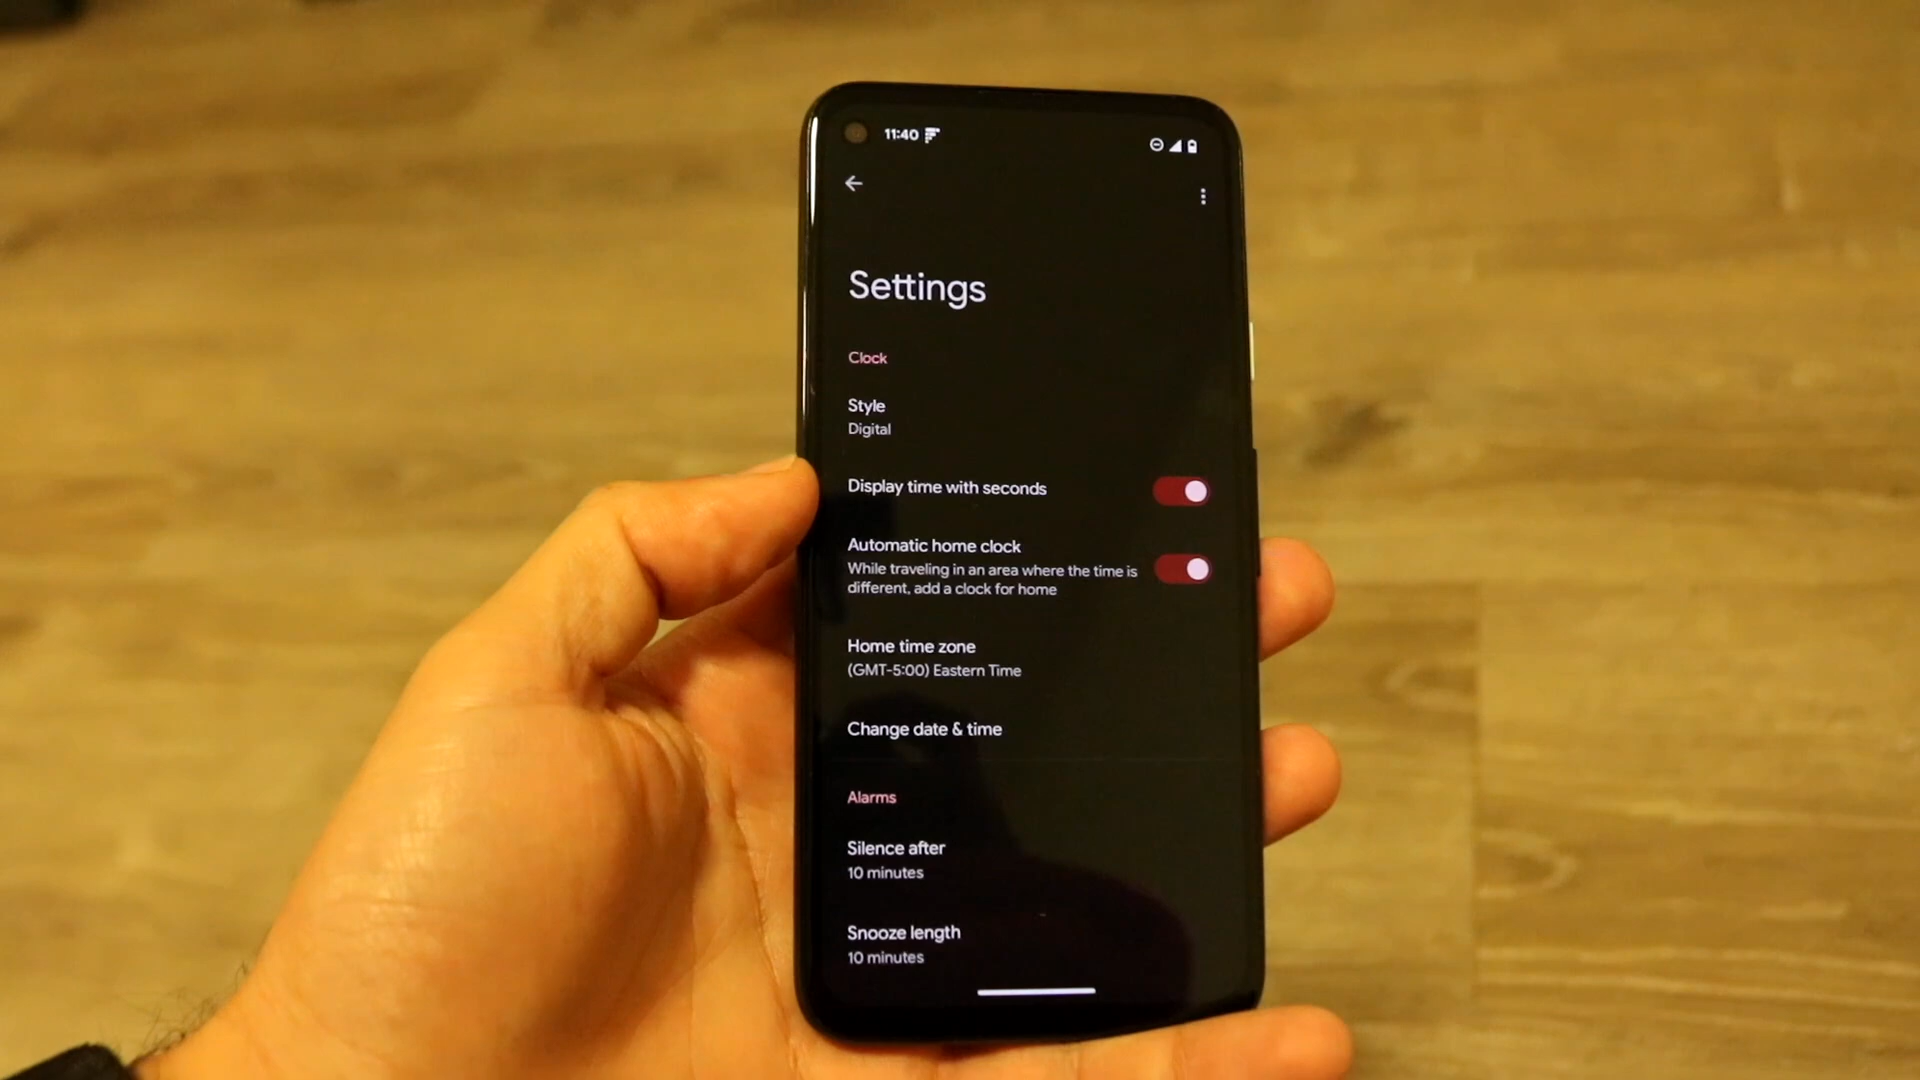 11:40
Settings
Clock
Style
Digital
Display time with seconds
Automatic home clock
While traveling in an area where the time is
different, add a clock for home
Home time zone
(GMT-5:00) Eastern Time
Change date & time
Alarms
Silence after
10 minutes
Snooze length
10 minutes